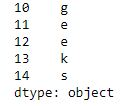 10    g
11    e
12    e
13    k
14    s
dtype: object